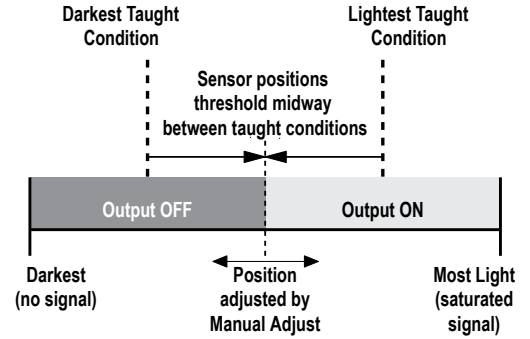 Darkest Taught
Condition
Lightest Taught
Condition
Sensor positions
threshold midway
between taught conditions
Output OFF
Output ON
Darkest
(no signal)
Position
adjusted by
Manual Adjust
Most Light
(saturated
signal)